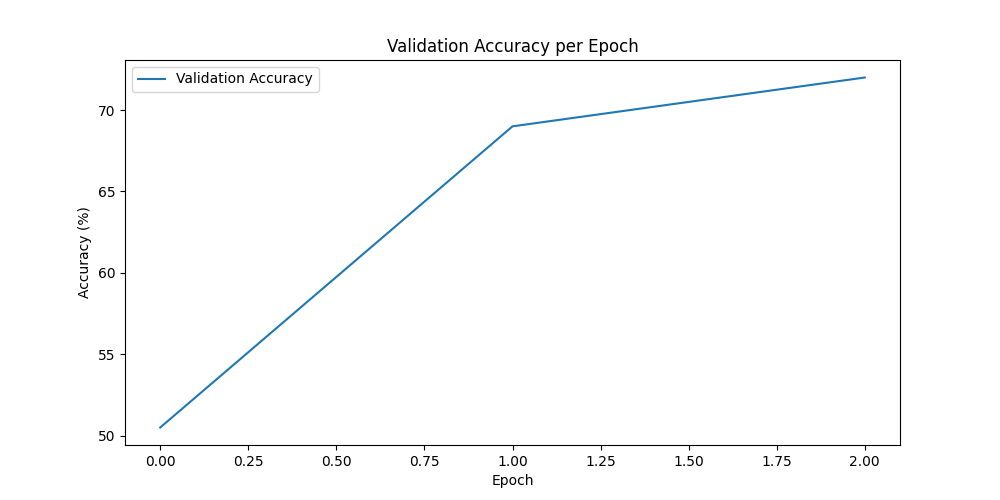 Validation Accuracy per Epoch
Validation Accuracy
70
65
60
55
50
Accuracy (%)
0.00 0.25 0.50 0.75 1.00 1.25 1.50 1.75 2.00
Epoch